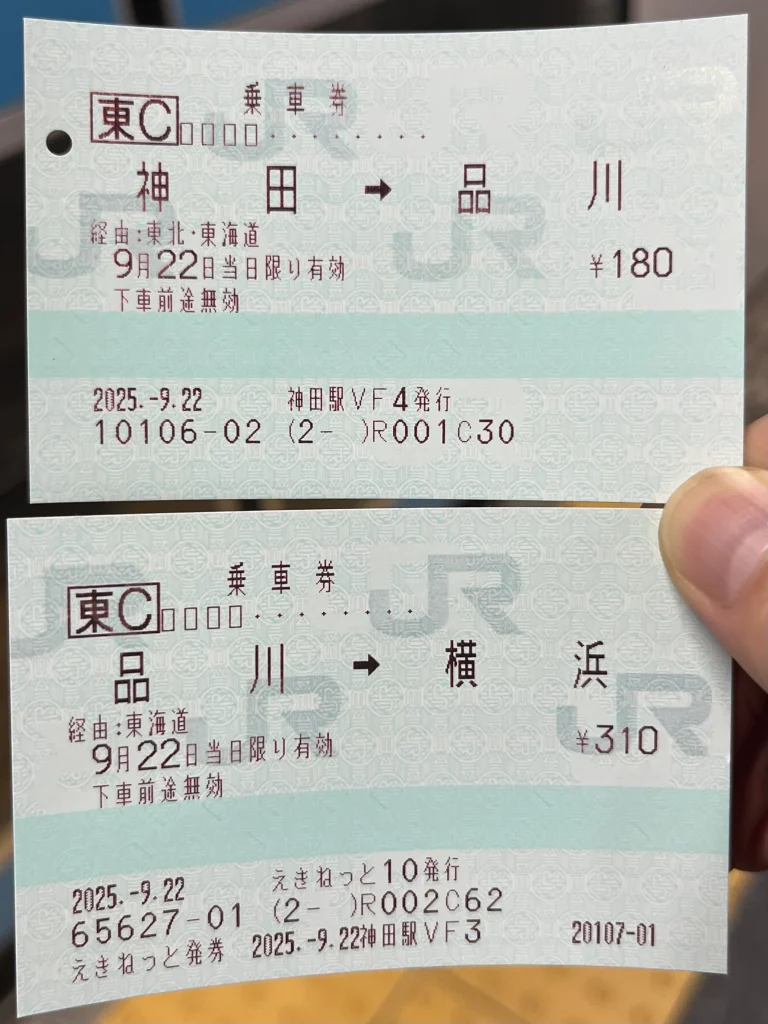 乗車券
東C□□□□・・・・・・・・
神田→品川
経由:東北・東海道
9月22日当日限り有効 ¥180
下車前途無効
2025.-9.22 神田駅VF4発行
10106-02 (2- )R001C30
乗車券
東C□□□□・・・・・・・・
品川→横浜
経由:東海道
9月22日当日限り有効 ¥310
下車前途無効
2025.-9.22 えきねっと10発行
65627-01 (2- )R002C62
えきねっと発券 2025.-9.22神田駅VF3 20107-01